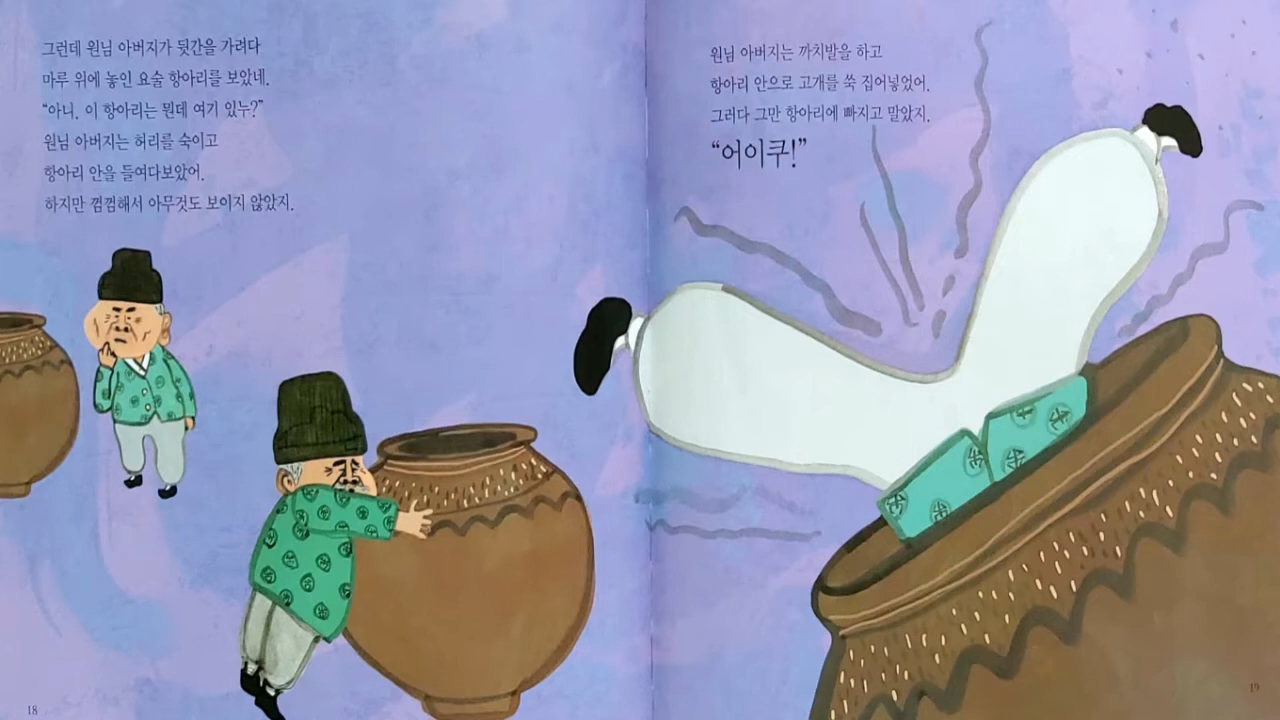 그런데 원님 아버지가 뒷간을 가려다
마루 위에 놓인 요술 항아리를 보았네.
“아니, 이 항아리는 뭔데 여기 있누?”
원님 아버지는 허리를 숙이고
항아리 안을 들여다보았어.
하지만 껌껌해서 아무것도 보이지 않았지.
18
원님 아버지는 까치발을 하고
항아리 안으로 고개를 쑥 집어넣었어.
그러다 그만 항아리에 빠지고 말았지.
“어이쿠!”
19